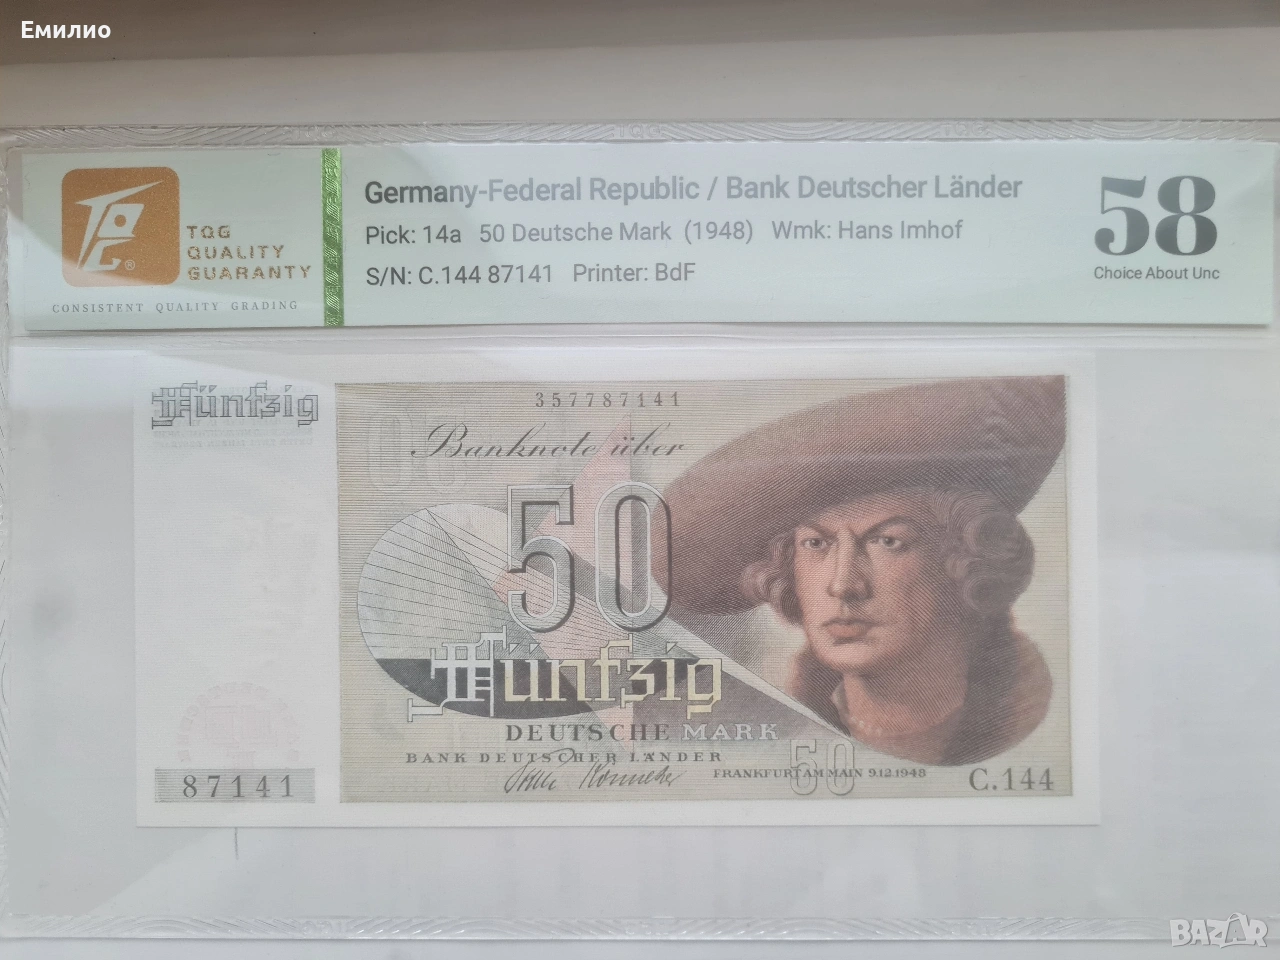 Емилио
TQG
QUALITY
GUARANTY
CONSISTENT QUALITY GRADING
Germany-Federal Republic / Bank Deutscher Länder
Pick: 14a 50 Deutsche Mark (1948) Wmk: Hans Imhof
S/N: C.144 87141 Printer: BdF
58
Choice About Unc
Fünfzig
357787141
Banknote über
50
Fünfzig
DEUTSCHE MARK
BANK DEUTSCHER LÄNDER
FRANKFURT AM MAIN 9.12.1948
50
87141
C.144
BAZAR